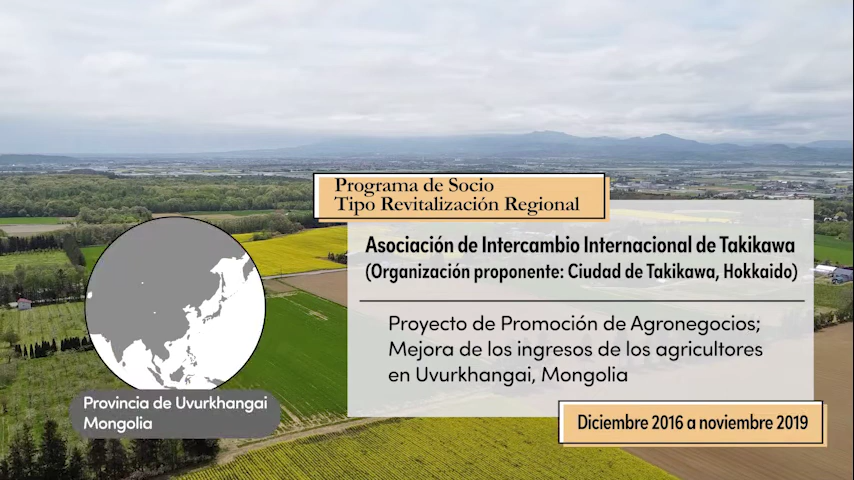 Programa de Socio
Tipo Revitalización Regional
Asociación de Intercambio Internacional de Takikawa
(Organización proponente: Ciudad de Takikawa, Hokkaido)
Proyecto de Promoción de Agronegocios;
Mejora de los ingresos de los agricultores
en Uvurkhangai, Mongolia
Provincia de Uvurkhangai
Mongolia
Diciembre 2016 a noviembre 2019